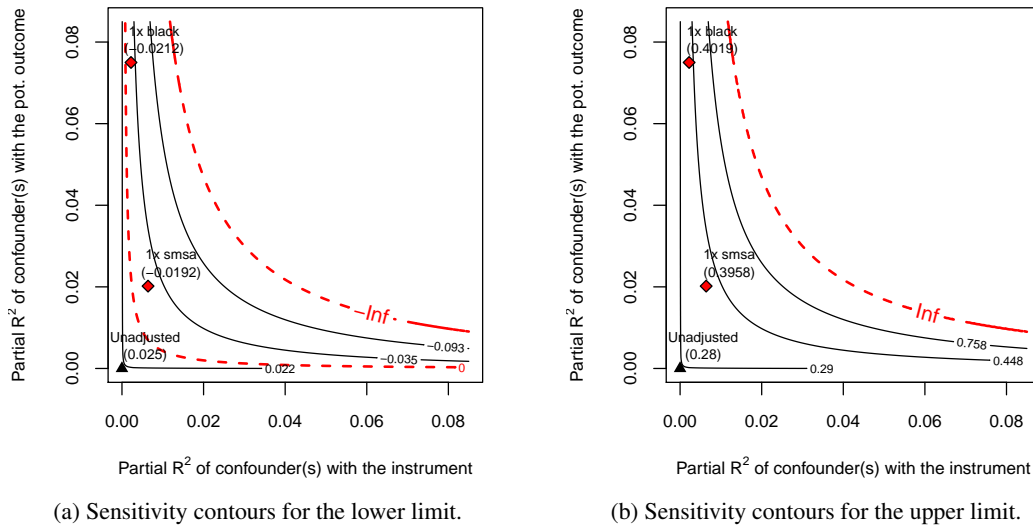 Partial R² of confounder(s) with the pot. outcome
0.00 0.02 0.04 0.06 0.08
1x black
(−0.0212)
1x smsa
(−0.0192)
Unadjusted
(0.025)
−Inf
−0.093
−0.035
0
0.022
0.00 0.02 0.04 0.06 0.08
Partial R² of confounder(s) with the instrument
(a) Sensitivity contours for the lower limit.
Partial R² of confounder(s) with the pot. outcome
0.00 0.02 0.04 0.06 0.08
1x black
(0.4019)
1x smsa
(0.3958)
Unadjusted
(0.28)
Inf
0.758
0.448
0.29
0.00 0.02 0.04 0.06 0.08
Partial R² of confounder(s) with the instrument
(b) Sensitivity contours for the upper limit.